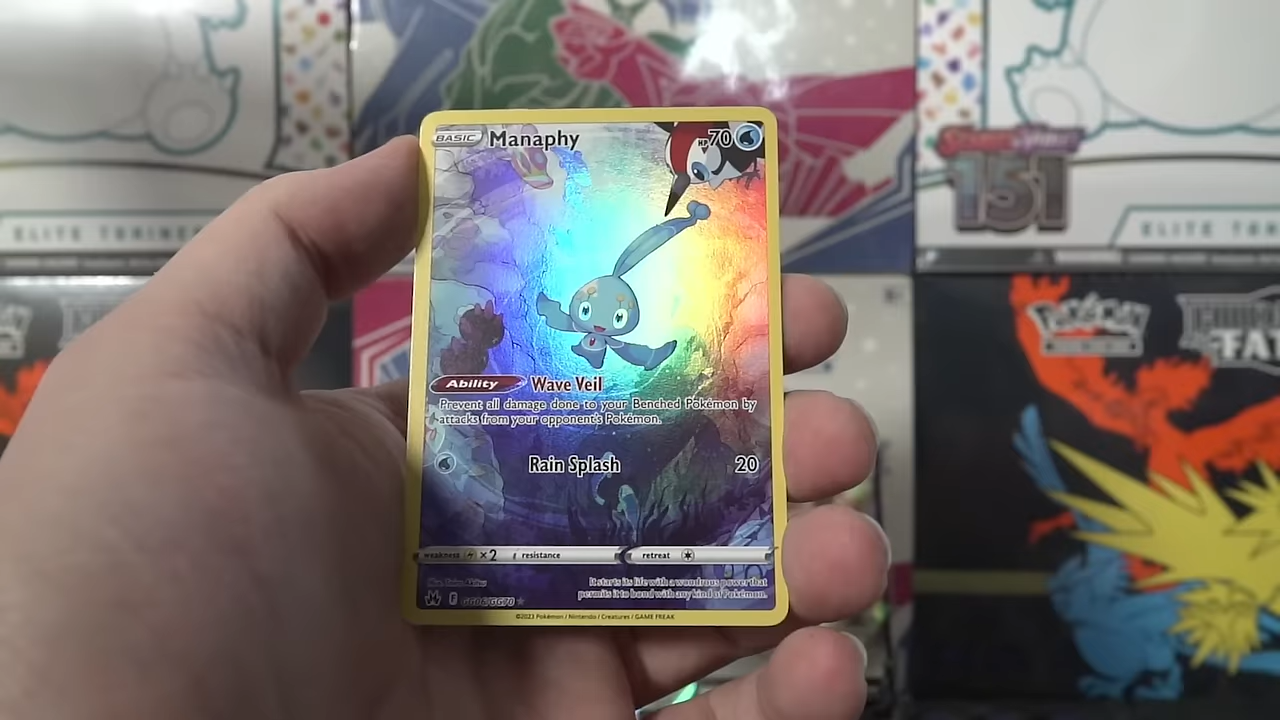 BASIC Manaphy HP 70
Ability Wave Veil
Prevent all damage done to your Benched Pokémon by
attacks from your opponent's Pokémon.
Rain Splash 20
weakness ×2 resistance retreat
It starts its life with a wondrous power that
permits it to bond with any kind of Pokémon.
F GG06/GG70
©2023 Pokémon / Nintendo / Creatures / GAME FREAK
151
ELITE
ELITE
Pokémon